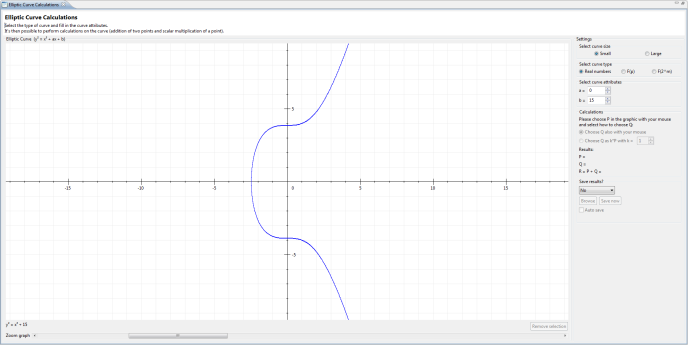 Elliptic Curve Calculations
Elliptic Curve Calculations
Select the type of curve and fill in the curve attributes.
It's then possible to perform calculations on the curve (addition of two points and scalar multiplication of a point).
Elliptic Curve (y² = x³ + ax + b)
Settings
Select curve size
Small
Large
Select curve type
Real numbers
F(p)
F(2^m)
Select curve attributes
a = 0
b = 15
Calculations
Please choose P in the graphic with your mouse
and select how to choose Q:
Choose Q also with your mouse
Choose Q as k*P with k =
Results:
P =
Q =
R = P + Q =
Save results?
No
Browse
Save now
Auto save
5
-15
-10
-5
0
5
10
15
-5
y² = x³ + 15
Remove selection
Zoom graph